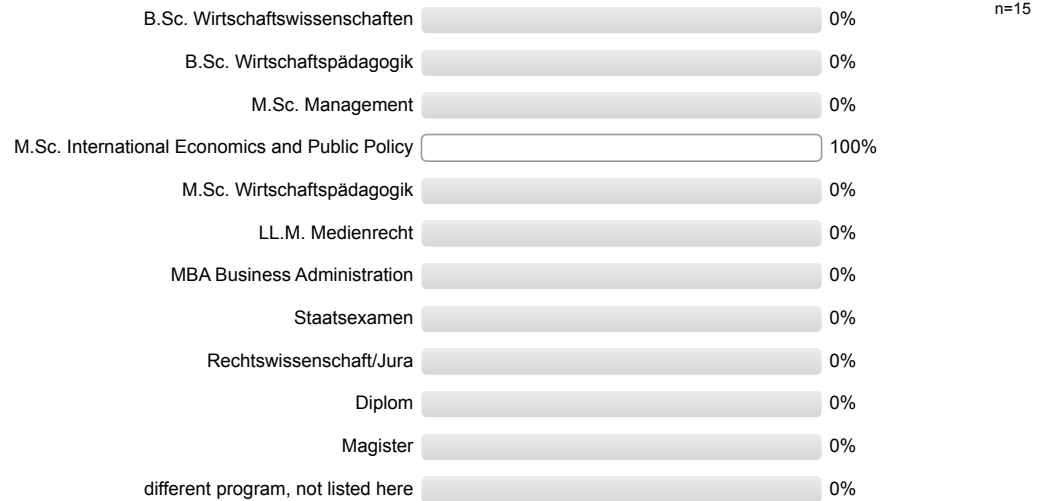 B.Sc. Wirtschaftswissenschaften 0% n=15
B.Sc. Wirtschaftspädagogik 0%
M.Sc. Management 0%
M.Sc. International Economics and Public Policy 100%
M.Sc. Wirtschaftspädagogik 0%
LL.M. Medienrecht 0%
MBA Business Administration 0%
Staatsexamen 0%
Rechtswissenschaft/Jura 0%
Diplom 0%
Magister 0%
different program, not listed here 0%